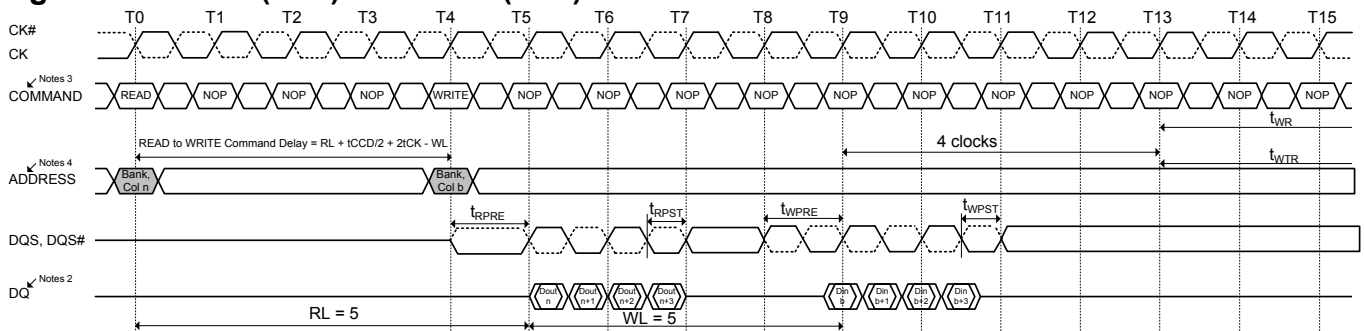 T0 T1 T2 T3 T4 T5 T6 T7 T8 T9 T10 T11 T12 T13 T14 T15
CK#
CK
Notes 3
COMMAND READ NOP NOP NOP WRITE NOP NOP NOP NOP NOP NOP NOP NOP NOP NOP NOP
tWR
READ to WRITE Command Delay = RL + tCCD/2 + 2tCK - WL
4 clocks
tWTR
Notes 4
ADDRESS
Bank, Col n
Bank, Col b
tRPRE tRPST tWPRE tWPST
DQS, DQS#
Notes 2
DQ
Dout n
Dout n+1
Dout n+2
Dout n+3
Din b
Din b+1
Din b+2
Din b+3
RL = 5 WL = 5